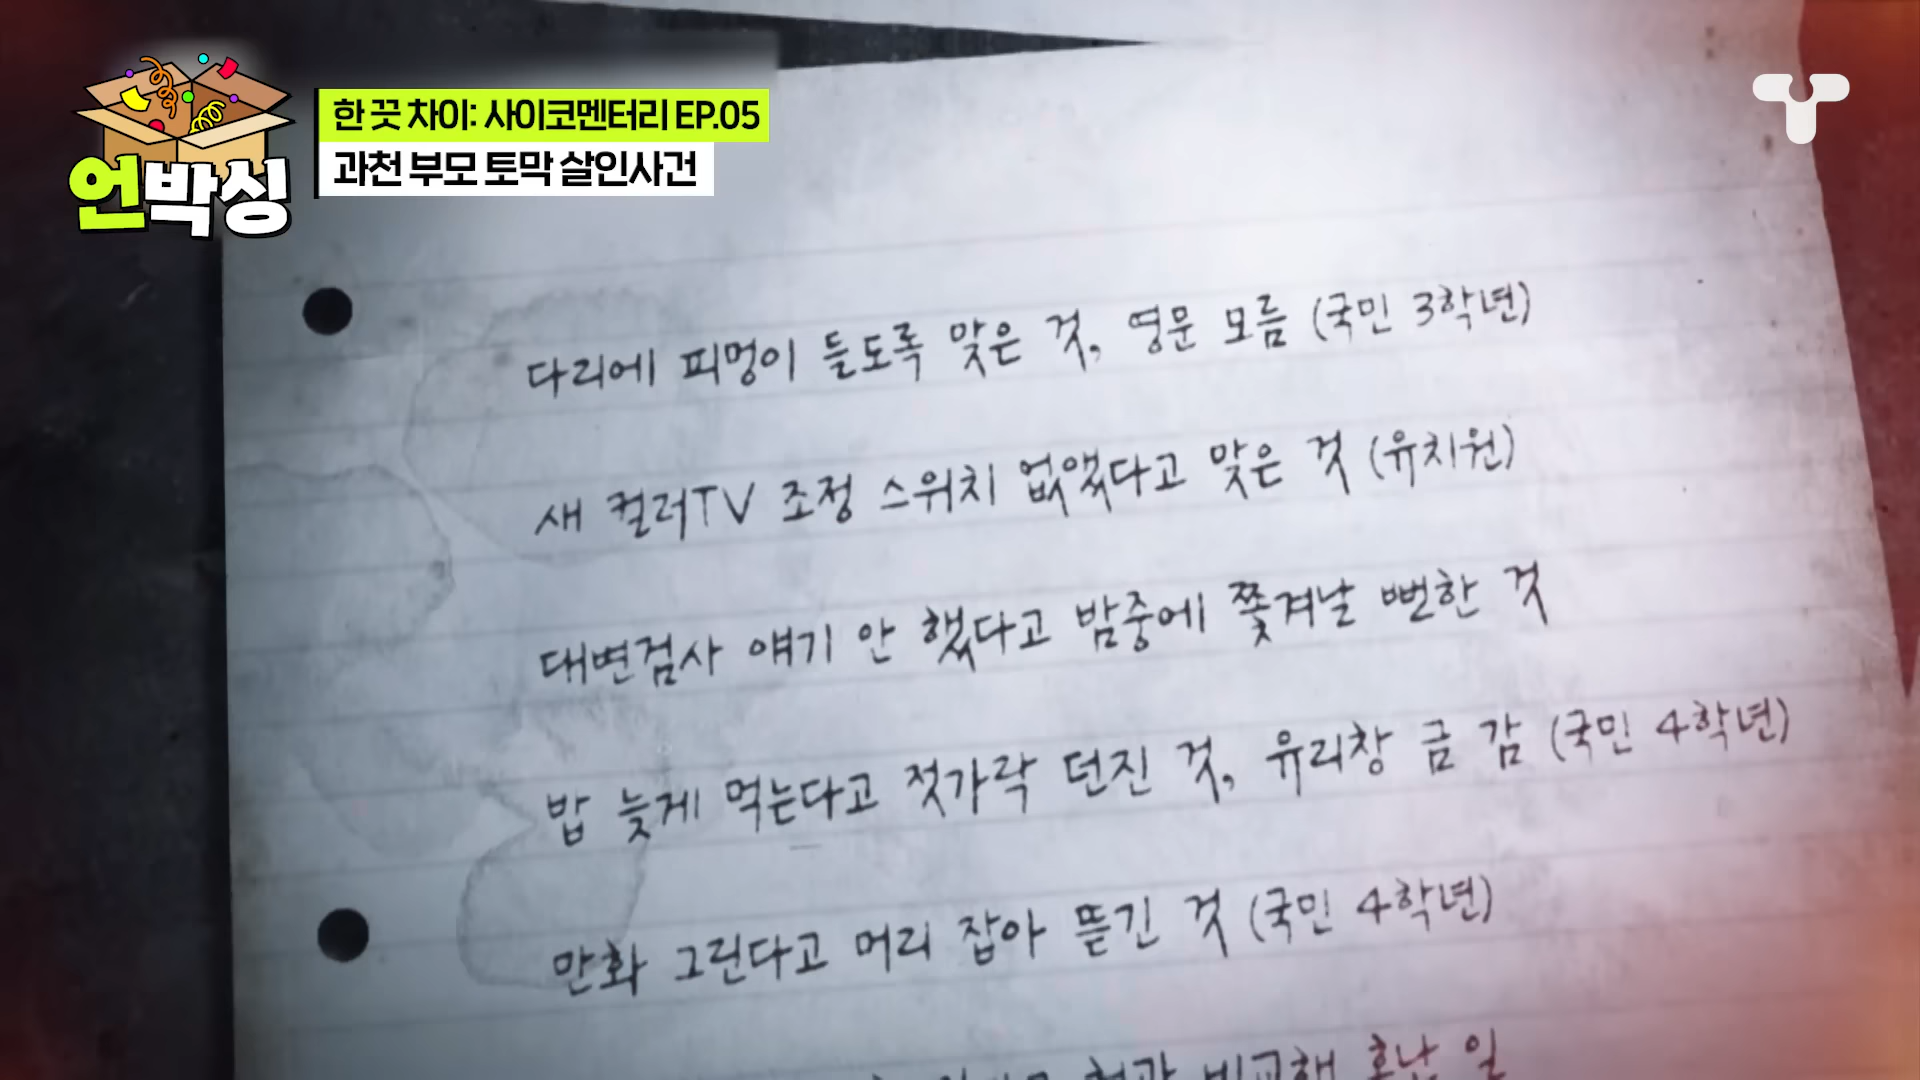 언박싱
한 끗 차이: 사이코멘터리 EP.05
과천 부모 토막 살인사건
다리에 피멍이 들도록 맞은 것, 영문 모름 (국민 3학년)
새 컬러TV 조정 스위치 없앴다고 맞은 것 (유치원)
대변검사 얘기 안 했다고 밤중에 쫓겨날 뻔한 것
밥 늦게 먹는다고 젓가락 던진 것, 유리창 금 감 (국민 4학년)
만화 그린다고 머리 잡아 뜯긴 것 (국민 4학년)
비교해 혼난 일